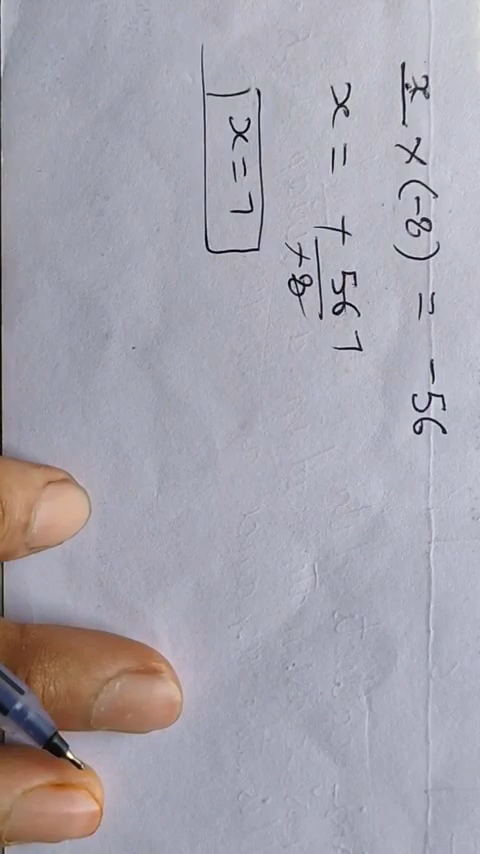 x × (-8) = -56
x = +56 7
+8
x = 7